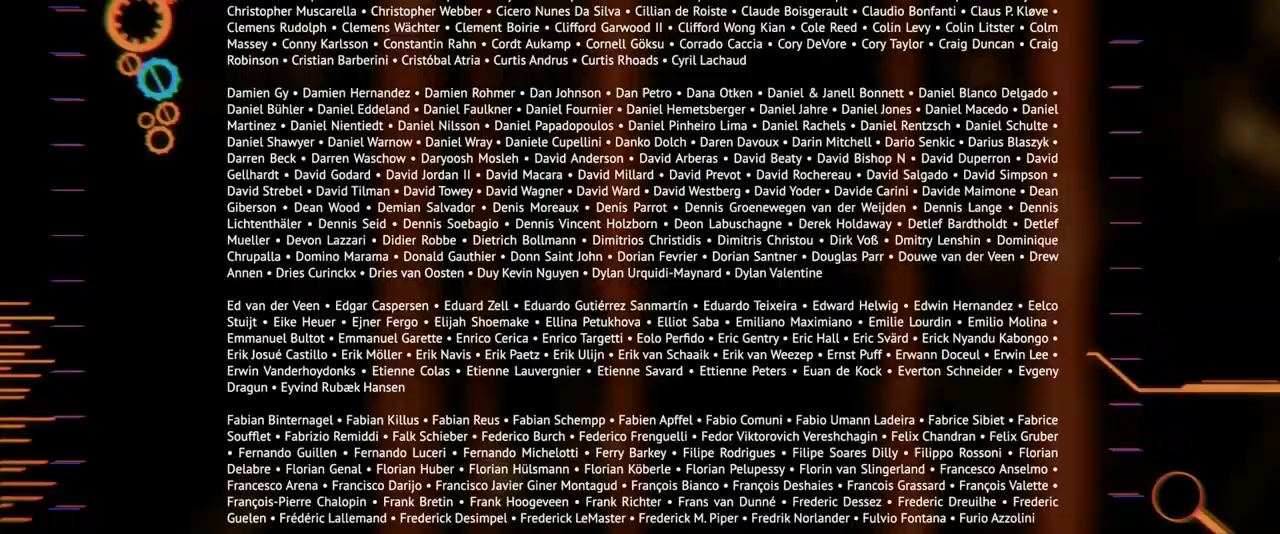 Christopher Muscarella • Christopher Webber • Cicero Nunes Da Silva • Cillian de Roiste • Claude Boisgerault • Claudio Bonfanti • Claus P. Kløve •
Clemens Rudolph • Clemens Wächter • Clement Boirie • Clifford Garwood II • Clifford Wong Kian • Cole Reed • Colin Levy • Colin Litster • Colm
Massey • Conny Karlsson • Constantin Rahn • Cordt Aukamp • Cornell Göksu • Corrado Caccia • Cory DeVore • Cory Taylor • Craig Duncan • Craig
Robinson • Cristian Barberini • Cristóbal Atria • Curtis Andrus • Curtis Rhoads • Cyril Lachaud
Damien Gy • Damien Hernandez • Damien Rohmer • Dan Johnson • Dan Petro • Dana Otken • Daniel & Janell Bonnett • Daniel Blanco Delgado •
Daniel Bühler • Daniel Eddeland • Daniel Faulkner • Daniel Fournier • Daniel Hemetsberger • Daniel Jahre • Daniel Jones • Daniel Macedo • Daniel
Martinez • Daniel Nientiedt • Daniel Nilsson • Daniel Papadopoulos • Daniel Pinheiro Lima • Daniel Rachels • Daniel Rentzsch • Daniel Schulte •
Daniel Shawyer • Daniel Warnow • Daniel Wray • Daniele Cupellini • Danko Dolch • Daren Davoux • Darin Mitchell • Dario Senkic • Darius Blaszyk •
Darren Beck • Darren Waschow • Daryoosh Mosleh • David Anderson • David Arberas • David Beaty • David Bishop N • David Duperron • David
Gellhardt • David Godard • David Jordan II • David Macara • David Millard • David Prevot • David Rochereau • David Salgado • David Simpson •
David Strebel • David Tilman • David Towey • David Wagner • David Ward • David Westberg • David Yoder • Davide Carini • Davide Maimone • Dean
Giberson • Dean Wood • Demian Salvador • Denis Moreaux • Denis Parrot • Dennis Groenewegen van der Weijden • Dennis Lange • Dennis
Lichtenthäler • Dennis Seid • Dennis Soebagio • Dennis Vincent Holzborn • Deon Labuschagne • Derek Holdaway • Detlef Bardtholdt • Detlef
Mueller • Devon Lazzari • Didier Robbe • Dietrich Bollmann • Dimitrios Christidis • Dimitris Christou • Dirk Voß • Dmitry Lenshin • Dominique
Chrupalla • Domino Marama • Donald Gauthier • Donn Saint John • Dorian Fevrier • Dorian Santner • Douglas Parr • Douwe van der Veen • Drew
Annen • Dries Curinckx • Dries van Oosten • Duy Kevin Nguyen • Dylan Urquidi-Maynard • Dylan Valentine
Ed van der Veen • Edgar Caspersen • Eduard Zell • Eduardo Gutiérrez Sanmartín • Eduardo Teixeira • Edward Helwig • Edwin Hernandez • Eelco
Stuijt • Eike Heuer • Ejner Fergo • Elijah Shoemake • Ellina Petukhova • Elliot Saba • Emiliano Maximiano • Emilie Lourdin • Emilio Molina •
Emmanuel Bultot • Emmanuel Garette • Enrico Cerica • Enrico Targetti • Eolo Perfido • Eric Gentry • Eric Hall • Eric Svärd • Erick Nyandu Kabongo •
Erik Josué Castillo • Erik Möller • Erik Navis • Erik Paetz • Erik Ulijn • Erik van Schaaik • Erik van Weezep • Ernst Puff • Erwann Doceul • Erwin Lee •
Erwin Vanderhoydonks • Etienne Colas • Etienne Lauvergnier • Etienne Savard • Ettienne Peters • Euan de Kock • Everton Schneider • Evgeny
Dragun • Eyvind Rubæk Hansen
Fabian Binternagel • Fabian Killus • Fabian Reus • Fabian Schempp • Fabien Apffel • Fabio Comuni • Fabio Umann Ladeira • Fabrice Sibiet • Fabrice
Soufflet • Fabrizio Remiddi • Falk Schieber • Federico Burch • Federico Frenguelli • Fedor Viktorovich Vereshchagin • Felix Chandran • Felix Gruber
• Fernando Guillen • Fernando Luceri • Fernando Michelotti • Ferry Barkey • Filipe Rodrigues • Filipe Soares Dilly • Filippo Rossoni • Florian
Delabre • Florian Genal • Florian Huber • Florian Hülsmann • Florian Köberle • Florian Pelupessy • Florin van Slingerland • Francesco Anselmo •
Francesco Arena • Francisco Darijo • Francisco Javier Giner Montagud • François Bianco • François Deshaies • Francois Grassard • François Valette •
François-Pierre Chalopin • Frank Bretin • Frank Hoogeveen • Frank Richter • Frans van Dunné • Frederic Dessez • Frederic Dreuilhe • Frederic
Guelen • Frédéric Lallemand • Frederick Desimpel • Frederick LeMaster • Frederick M. Piper • Fredrik Norlander • Fulvio Fontana • Furio Azzolini